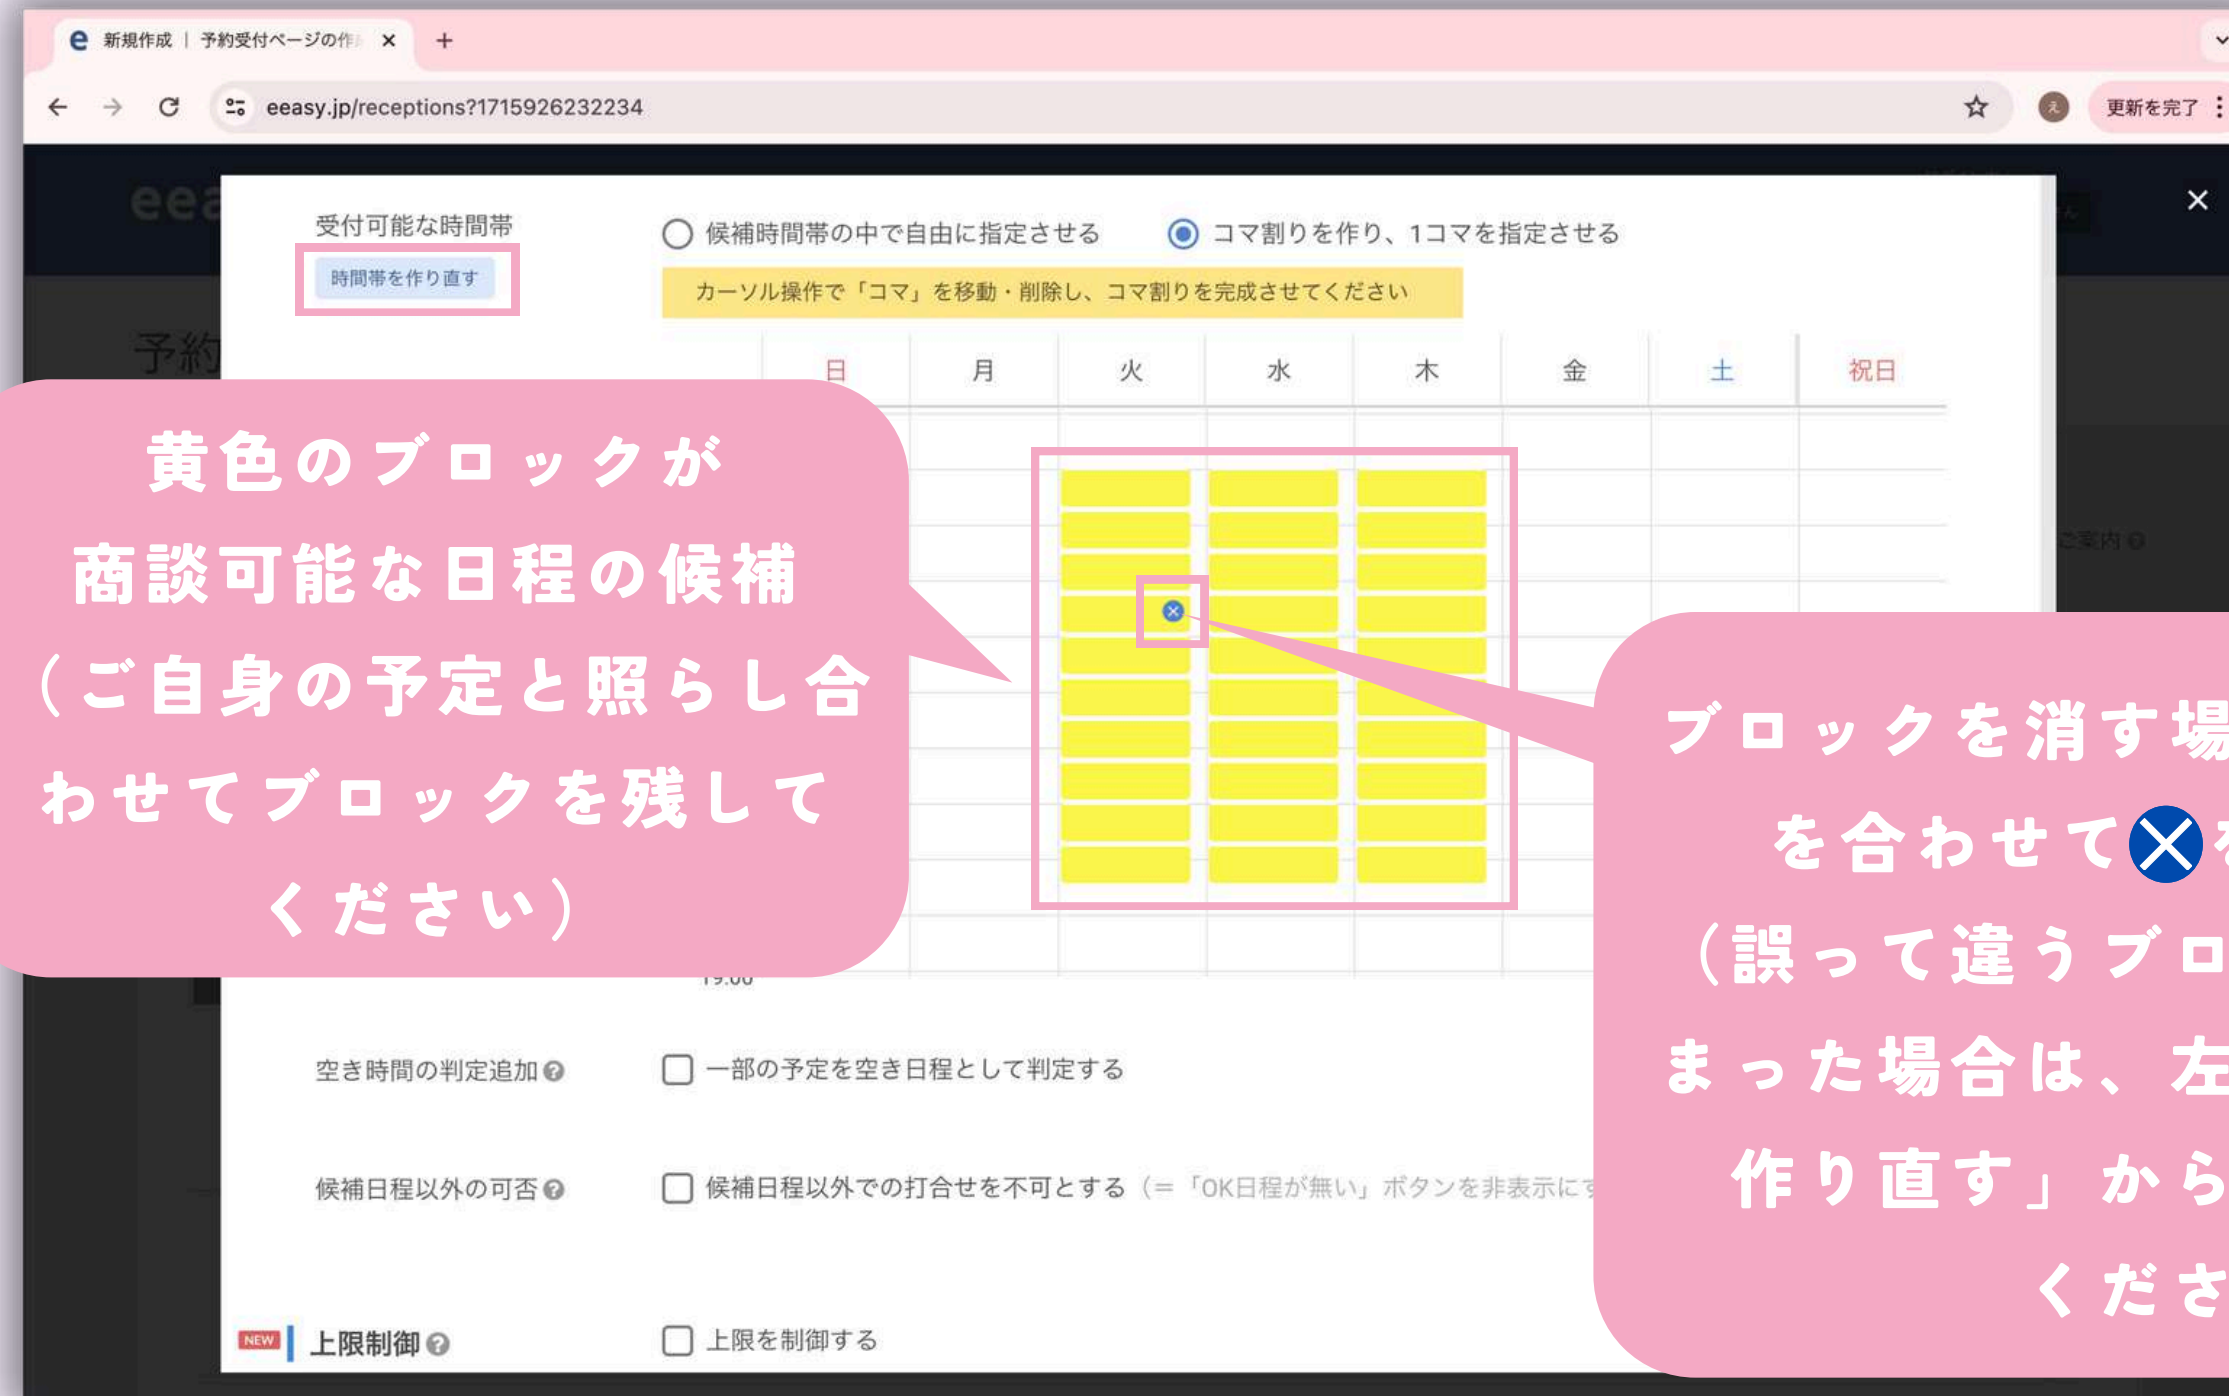 新規作成 | 予約受付ページの作
eeasy.jp/receptions?1715926232234
更新を完了
eea
受付可能な時間帯
候補時間帯の中で自由に指定させる
コマ割りを作り、1コマを指定させる
時間帯を作り直す
カーソル操作で「コマ」を移動・削除し、コマ割りを完成させてください
予約
日 月 火 水 木 金 土 祝日
黄色のブロックが
商談可能な日程の候補
(ご自身の予定と照らし合
わせてブロックを残して
ください)
ご案内
ブロックを消す場
を合わせて
(誤って違うブロ
まった場合は、左
作り直す」から
くださ
19:00
空き時間の判定追加
一部の予定を空き日程として判定する
候補日程以外の可否
候補日程以外での打合せを不可とする (=「OK日程が無い」ボタンを非表示にす
NEW 上限制御
上限を制御する